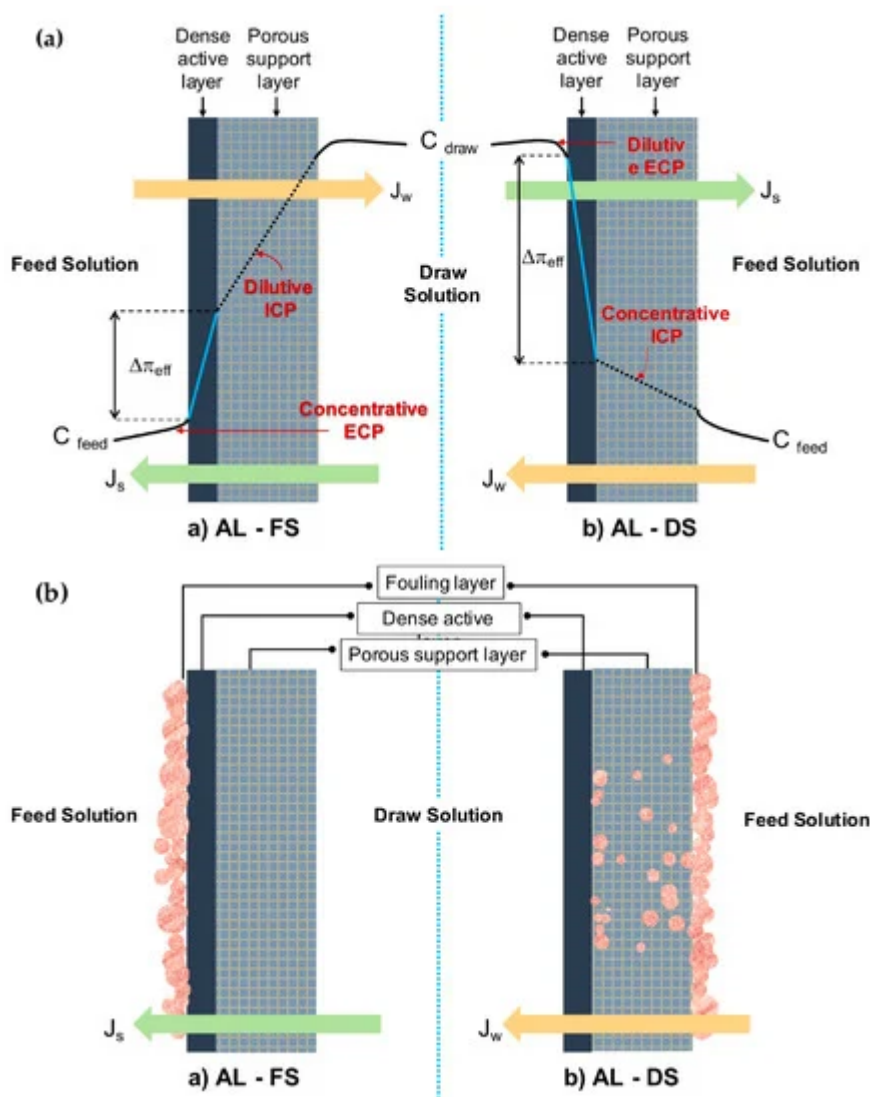 (a)
Dense
active
layer
Porous
support
layer
Dense
active
layer
Porous
support
layer
C draw
Dilutiv
e ECP
Jw
Js
Feed Solution
Dilutive
ICP
Draw
Solution
Δπeff
Feed Solution
Δπeff
Concentrative
ICP
Concentrative
ECP
C feed
C feed
Js
Jw
a) AL - FS
b) AL - DS
(b)
Fouling layer
Dense active
Porous support layer
Feed Solution
Draw Solution
Feed Solution
Js
Jw
a) AL - FS
b) AL - DS